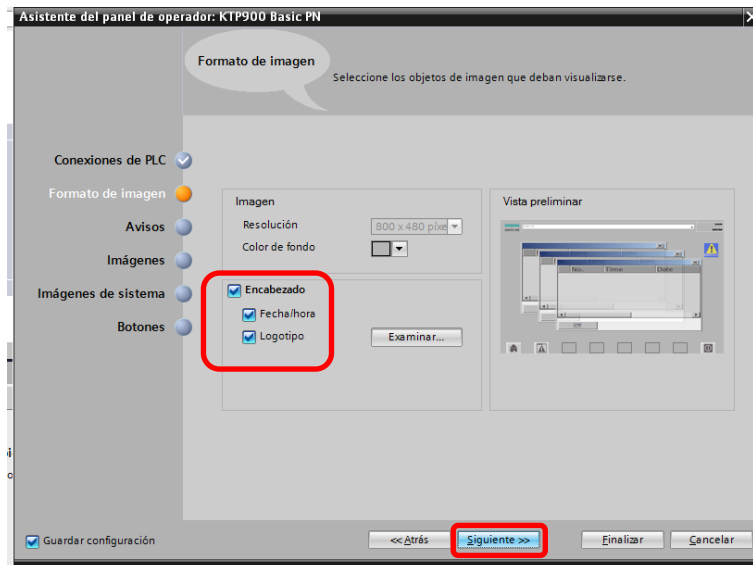 Asistente del panel de operador: KTP900 Basic PN
Formato de imagen
Seleccione los objetos de imagen que deban visualizarse.
Conexiones de PLC
Formato de imagen
Avisos
Imágenes
Imágenes de sistema
Botones
Imagen
Resolución
800 x 480 píxe
Color de fondo
Encabezado
Fecha/hora
Logotipo
Examinar...
Vista preliminar
No. Time Date
Guardar configuración
<< Atrás
Siguiente >>
Finalizar
Cancelar